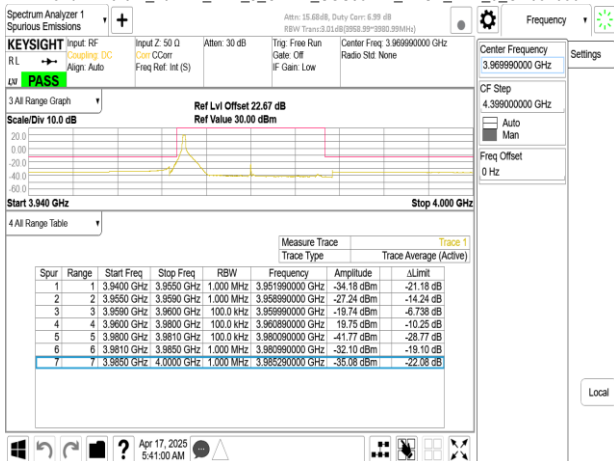 Spectrum Analyzer 1
Spurious Emissions
Attn: 15.68dB, Duty Corr: 6.99 dB
RBW Tranc:3.01dB(3958.99~3980.99MHz)
Frequency
KEYSIGHT
RL
PASS
Input: RF
Coupling: DC
Align: Auto
Input Z: 50 Ω
Corr CCorr
Freq Ref: Int (S)
Atten: 30 dB
Trig: Free Run
Gate: Off
IF Gain: Low
Center Freq: 3.969990000 GHz
Radio Std: None
Center Frequency
3.969990000 GHz
Settings
CF Step
4.399000000 GHz
Auto
Man
Freq Offset
0 Hz
3 All Range Graph
Scale/Div 10.0 dB
Ref Lvl Offset 22.67 dB
Ref Value 30.00 dBm
20.0
0.00
-20.0
-40.0
-60.0
Start 3.940 GHz
Stop 4.000 GHz
4 All Range Table
Measure Trace Trace 1
Trace Type Trace Average (Active)
Spur Range Start Freq Stop Freq RBW Frequency Amplitude ΔLimit
1 1 3.9400 GHz 3.9550 GHz 1.000 MHz 3.951990000 GHz -34.18 dBm -21.18 dB
2 2 3.9550 GHz 3.9590 GHz 1.000 MHz 3.958990000 GHz -27.24 dBm -14.24 dB
3 3 3.9590 GHz 3.9600 GHz 100.0 kHz 3.959990000 GHz -19.74 dBm -6.738 dB
4 4 3.9600 GHz 3.9800 GHz 100.0 kHz 3.960890000 GHz 19.75 dBm -10.25 dB
5 5 3.9800 GHz 3.9810 GHz 100.0 kHz 3.980090000 GHz -41.77 dBm -28.77 dB
6 6 3.9810 GHz 3.9850 GHz 1.000 MHz 3.980990000 GHz -32.10 dBm -19.10 dB
7 7 3.9850 GHz 4.0000 GHz 1.000 MHz 3.985290000 GHz -35.08 dBm -22.08 dB
Local
Apr 17, 2025
5:41:00 AM